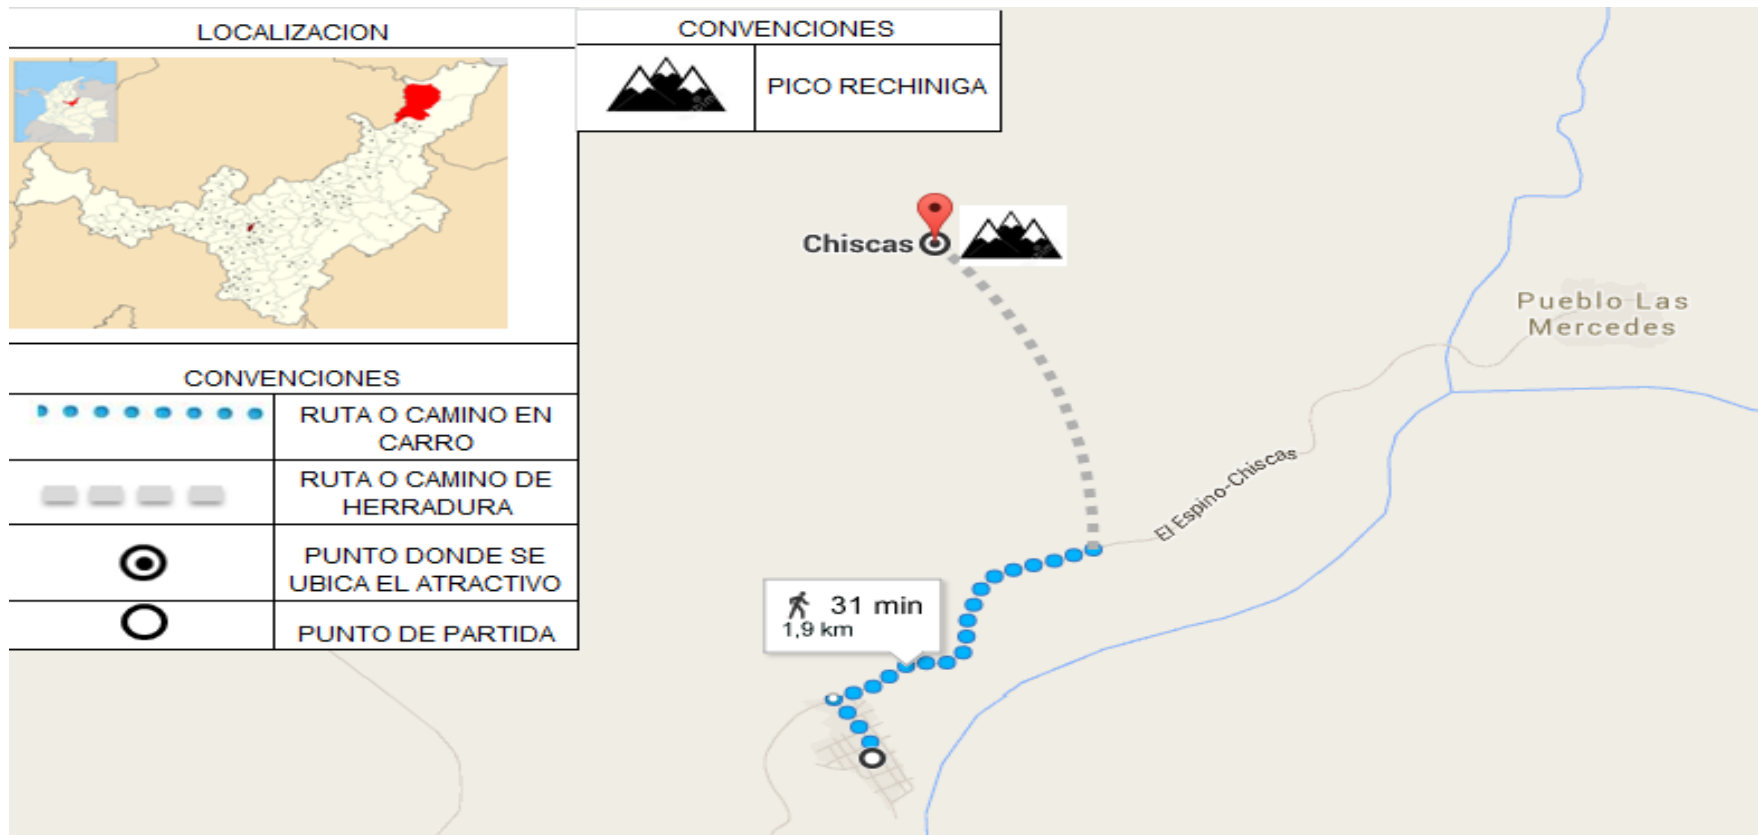 LOCALIZACION
CONVENCIONES
PICO RECHINIGA
CONVENCIONES
RUTA O CAMINO EN
CARRO
RUTA O CAMINO DE
HERRADURA
PUNTO DONDE SE
UBICA EL ATRACTIVO
PUNTO DE PARTIDA
Chiscas
Pueblo Las
Mercedes
El Espino-Chiscas
31 min
1,9 km